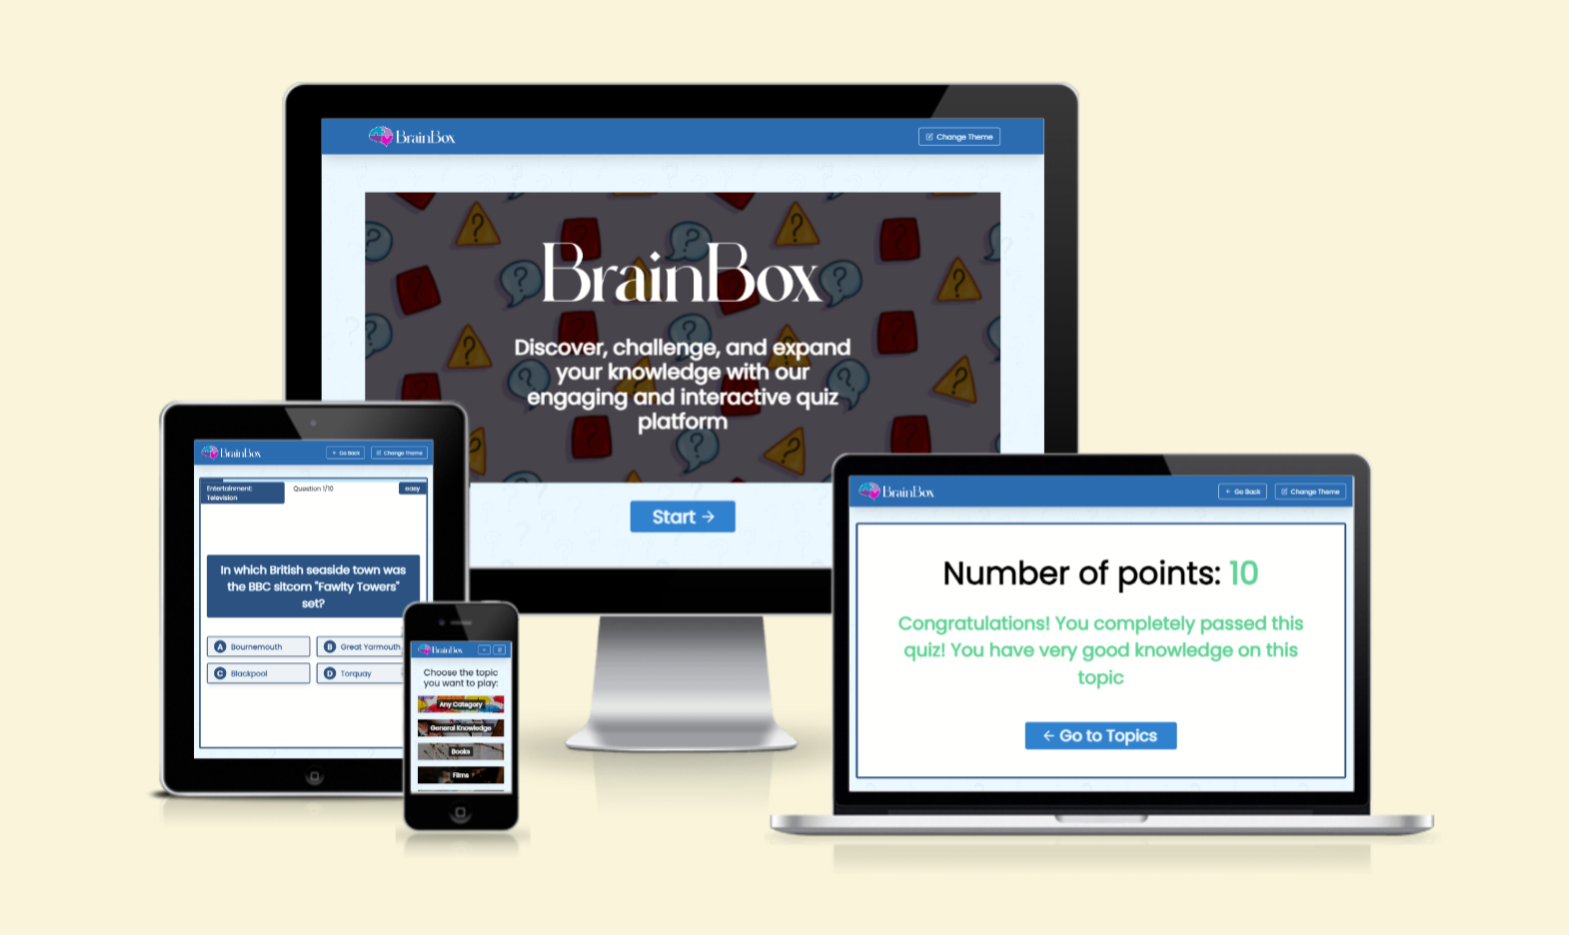 BrainBox
Change Theme
BrainBox
Discover, challenge, and expand
your knowledge with our
engaging and interactive quiz
platform
Start →
BrainBox
← Go Back
Change Theme
Entertainment:
Television
Question 1/10
easy
In which British seaside town was
the BBC sitcom "Fawlty Towers"
set?
A Bournemouth
B Great Yarmouth
C Blackpool
D Torquay
BrainBox
Choose the topic
you want to play:
Any Category
General Knowledge
Books
Films
BrainBox
← Go Back
Change Theme
Number of points: 10
Congratulations! You completely passed this
quiz! You have very good knowledge on this
topic
← Go to Topics